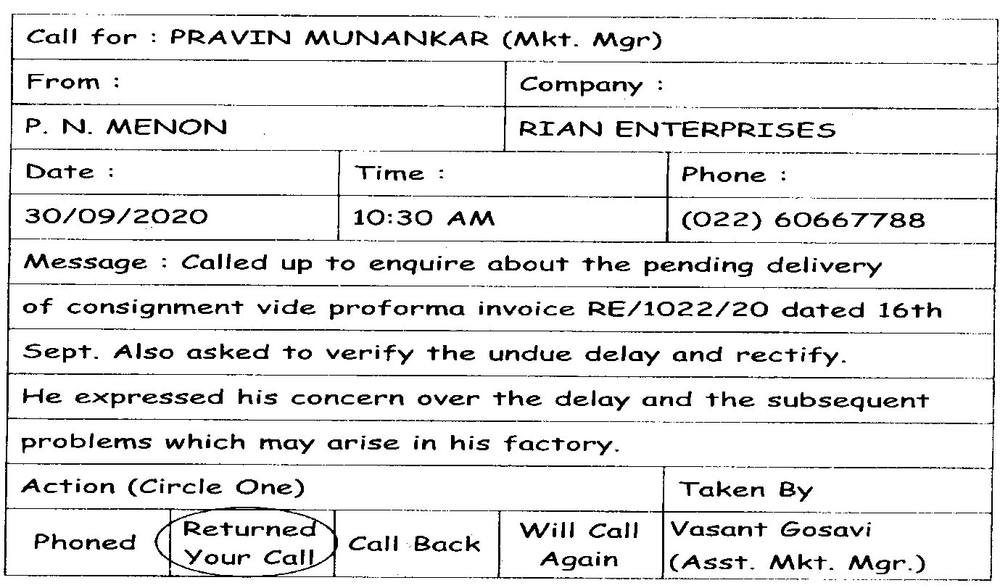 Call for : PRAVIN MUNANKAR (Mkt. Mgr)
From : Company :
P. N. MENON RIAN ENTERPRISES
Date : Time : Phone :
30/09/2020 10:30 AM (022) 60667788
Message : Called up to enquire about the pending delivery
of consignment vide proforma invoice RE/1022/20 dated 16th
Sept. Also asked to verify the undue delay and rectify.
He expressed his concern over the delay and the subsequent
problems which may arise in his factory.
Action (Circle One) Taken By
Phoned
Returned
Your Call
Call Back
Will Call
Again
Vasant Gosavi
(Asst. Mkt. Mgr.)